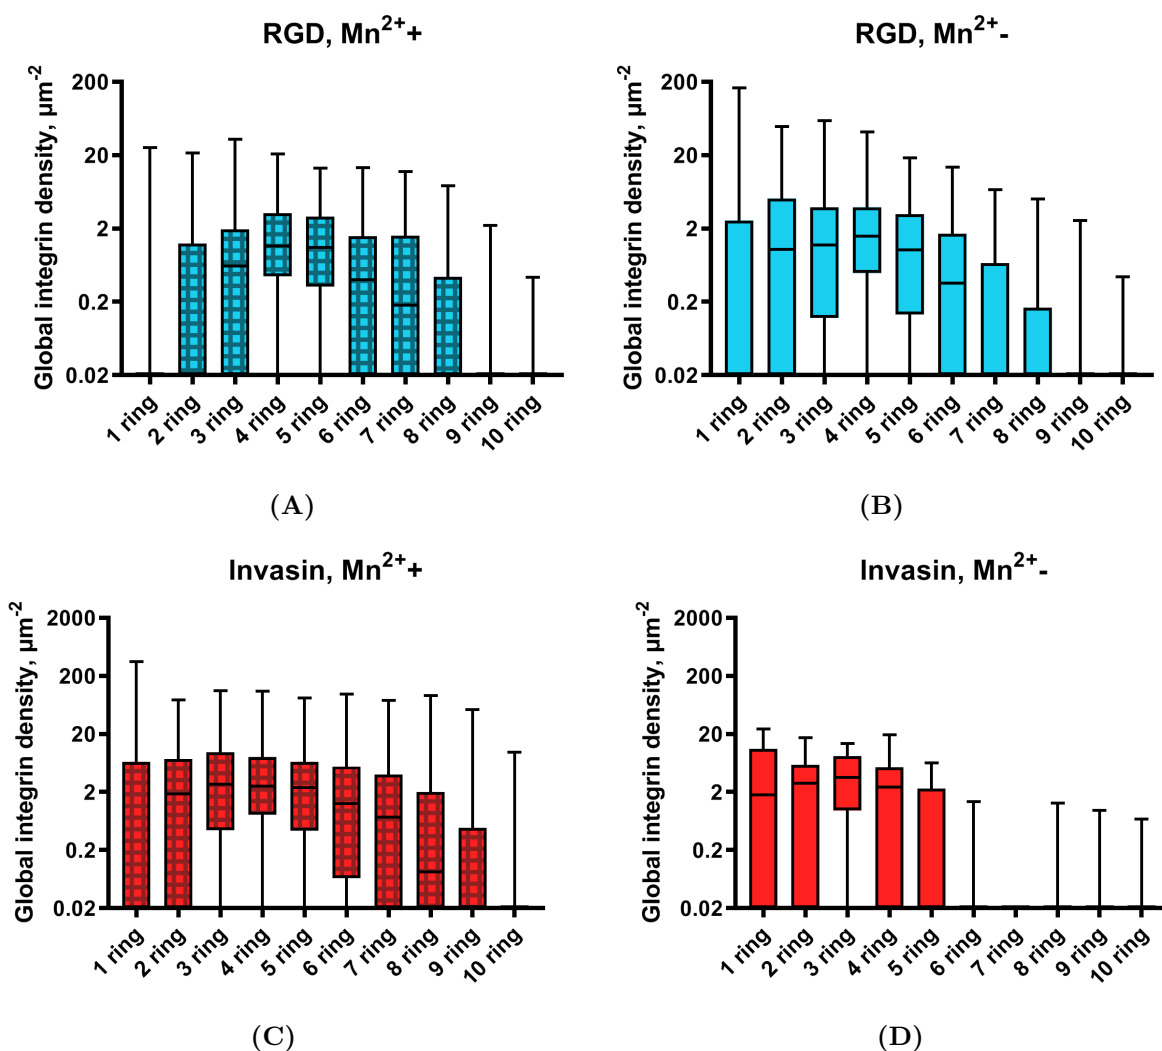 RGD, Mn²⁺+
Global integrin density, µm⁻²
200
20
2
0.2
0.02
1 ring
2 ring
3 ring
4 ring
5 ring
6 ring
7 ring
8 ring
9 ring
10 ring
(A)
RGD, Mn²⁺-
Global integrin density, µm⁻²
200
20
2
0.2
0.02
1 ring
2 ring
3 ring
4 ring
5 ring
6 ring
7 ring
8 ring
9 ring
10 ring
(B)
Invasin, Mn²⁺+
Global integrin density, µm⁻²
2000
200
20
2
0.2
0.02
1 ring
2 ring
3 ring
4 ring
5 ring
6 ring
7 ring
8 ring
9 ring
10 ring
(C)
Invasin, Mn²⁺-
Global integrin density, µm⁻²
2000
200
20
2
0.2
0.02
1 ring
2 ring
3 ring
4 ring
5 ring
6 ring
7 ring
8 ring
9 ring
10 ring
(D)